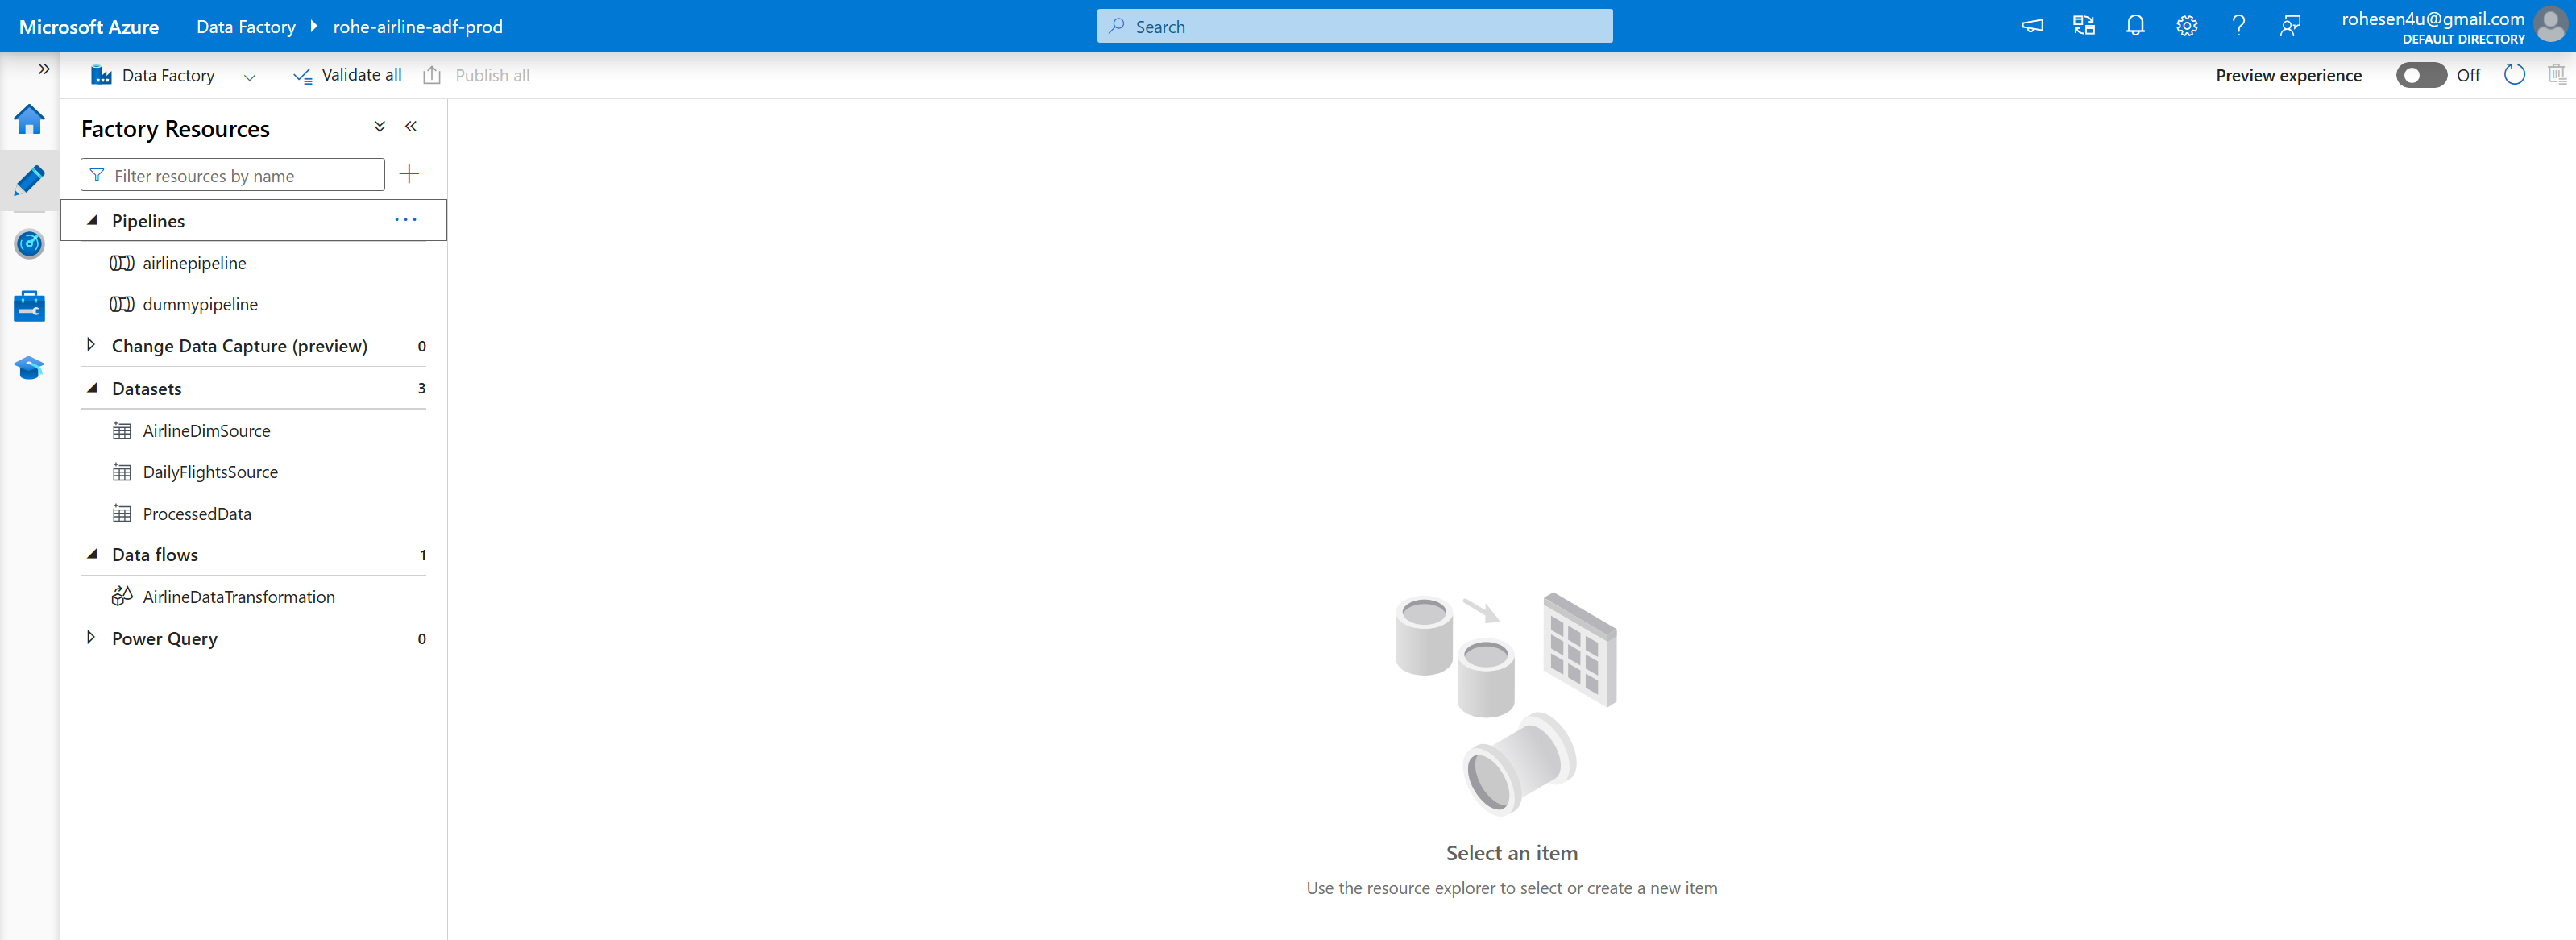 Microsoft Azure
Data Factory
rohe-airline-adf-prod
Search
rohesen4u@gmail.com
DEFAULT DIRECTORY
Data Factory
Validate all
Publish all
Preview experience
Off
Factory Resources
Filter resources by name
Pipelines
airlinepipeline
dummypipeline
Change Data Capture (preview) 0
Datasets 3
AirlineDimSource
DailyFlightsSource
ProcessedData
Data flows 1
AirlineDataTransformation
Power Query 0
Select an item
Use the resource explorer to select or create a new item